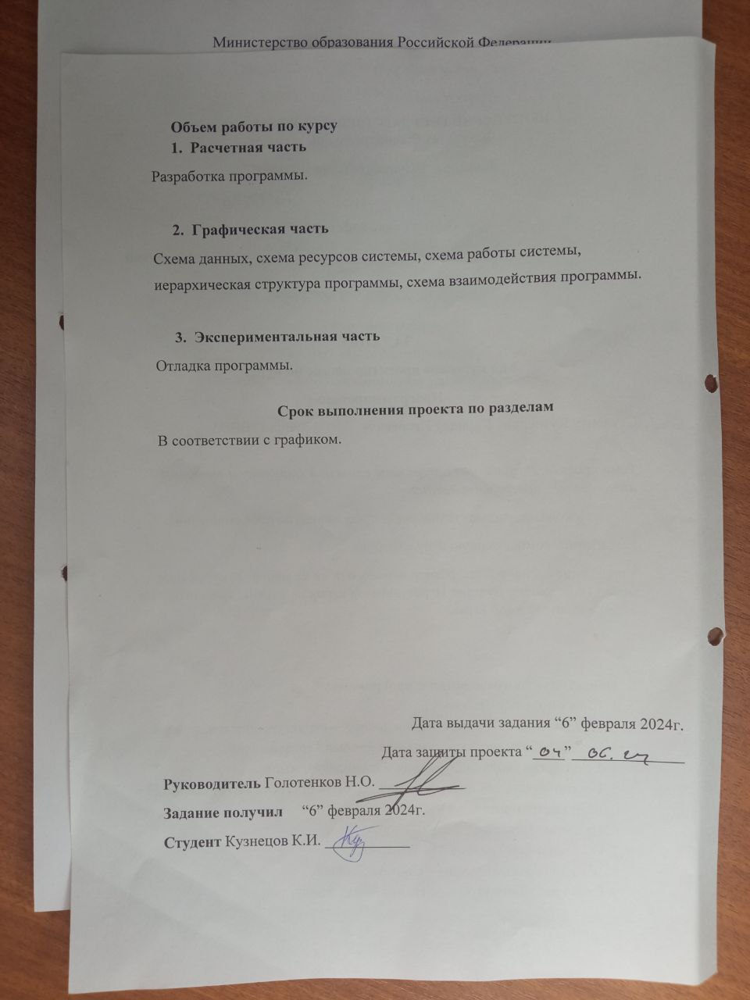 Министерство образования Российской Федерации
Объем работы по курсу
1. Расчетная часть
Разработка программы.
2. Графическая часть
Схема данных, схема ресурсов системы, схема работы системы,
иерархическая структура программы, схема взаимодействия программы.
3. Экспериментальная часть
Отладка программы.
Срок выполнения проекта по разделам
В соответствии с графиком.
Дата выдачи задания “6” февраля 2024г.
Дата защиты проекта “04” 06. 24
Руководитель Голотенков Н.О.
Задание получил “6” февраля 2024г.
Студент Кузнецов К.И.